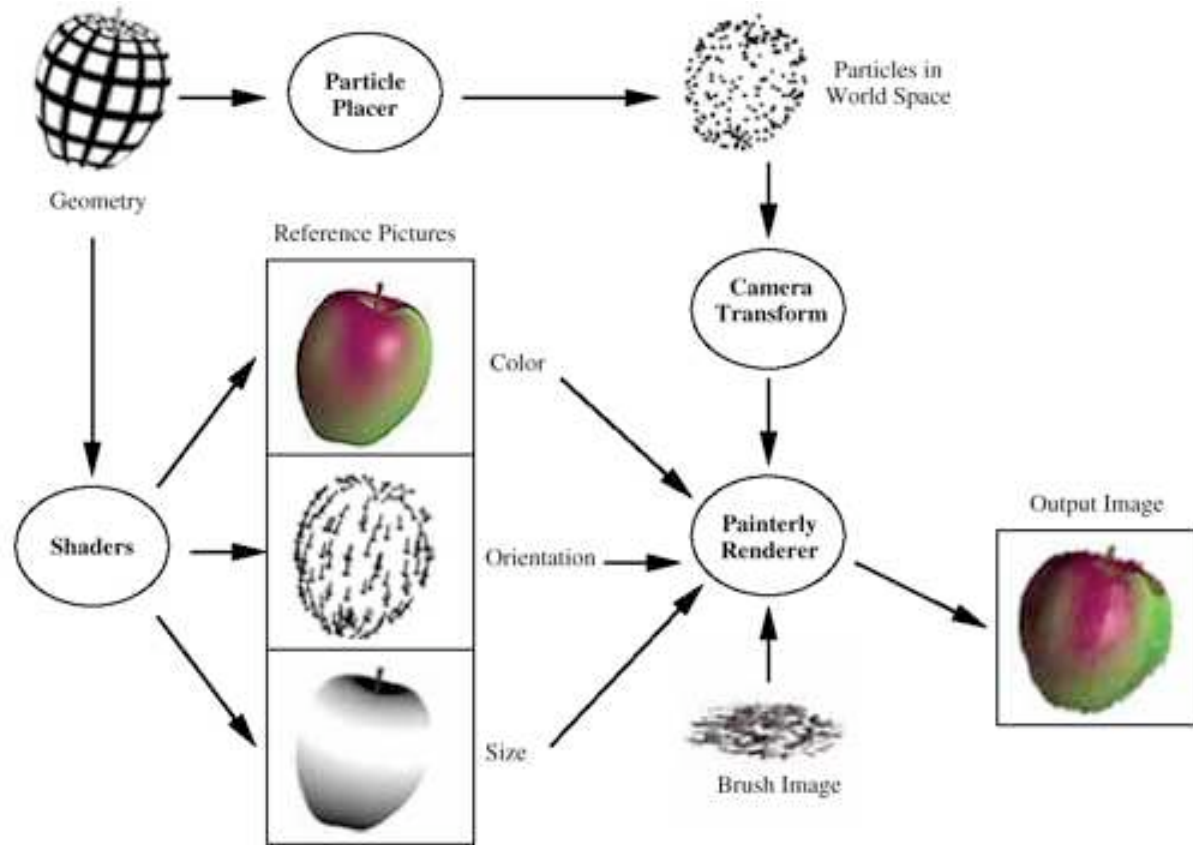 Particle
Placer
Particles in
World Space
Geometry
Reference Pictures
Camera
Transform
Color
Shaders
Orientation
Painterly
Renderer
Output Image
Size
Brush Image